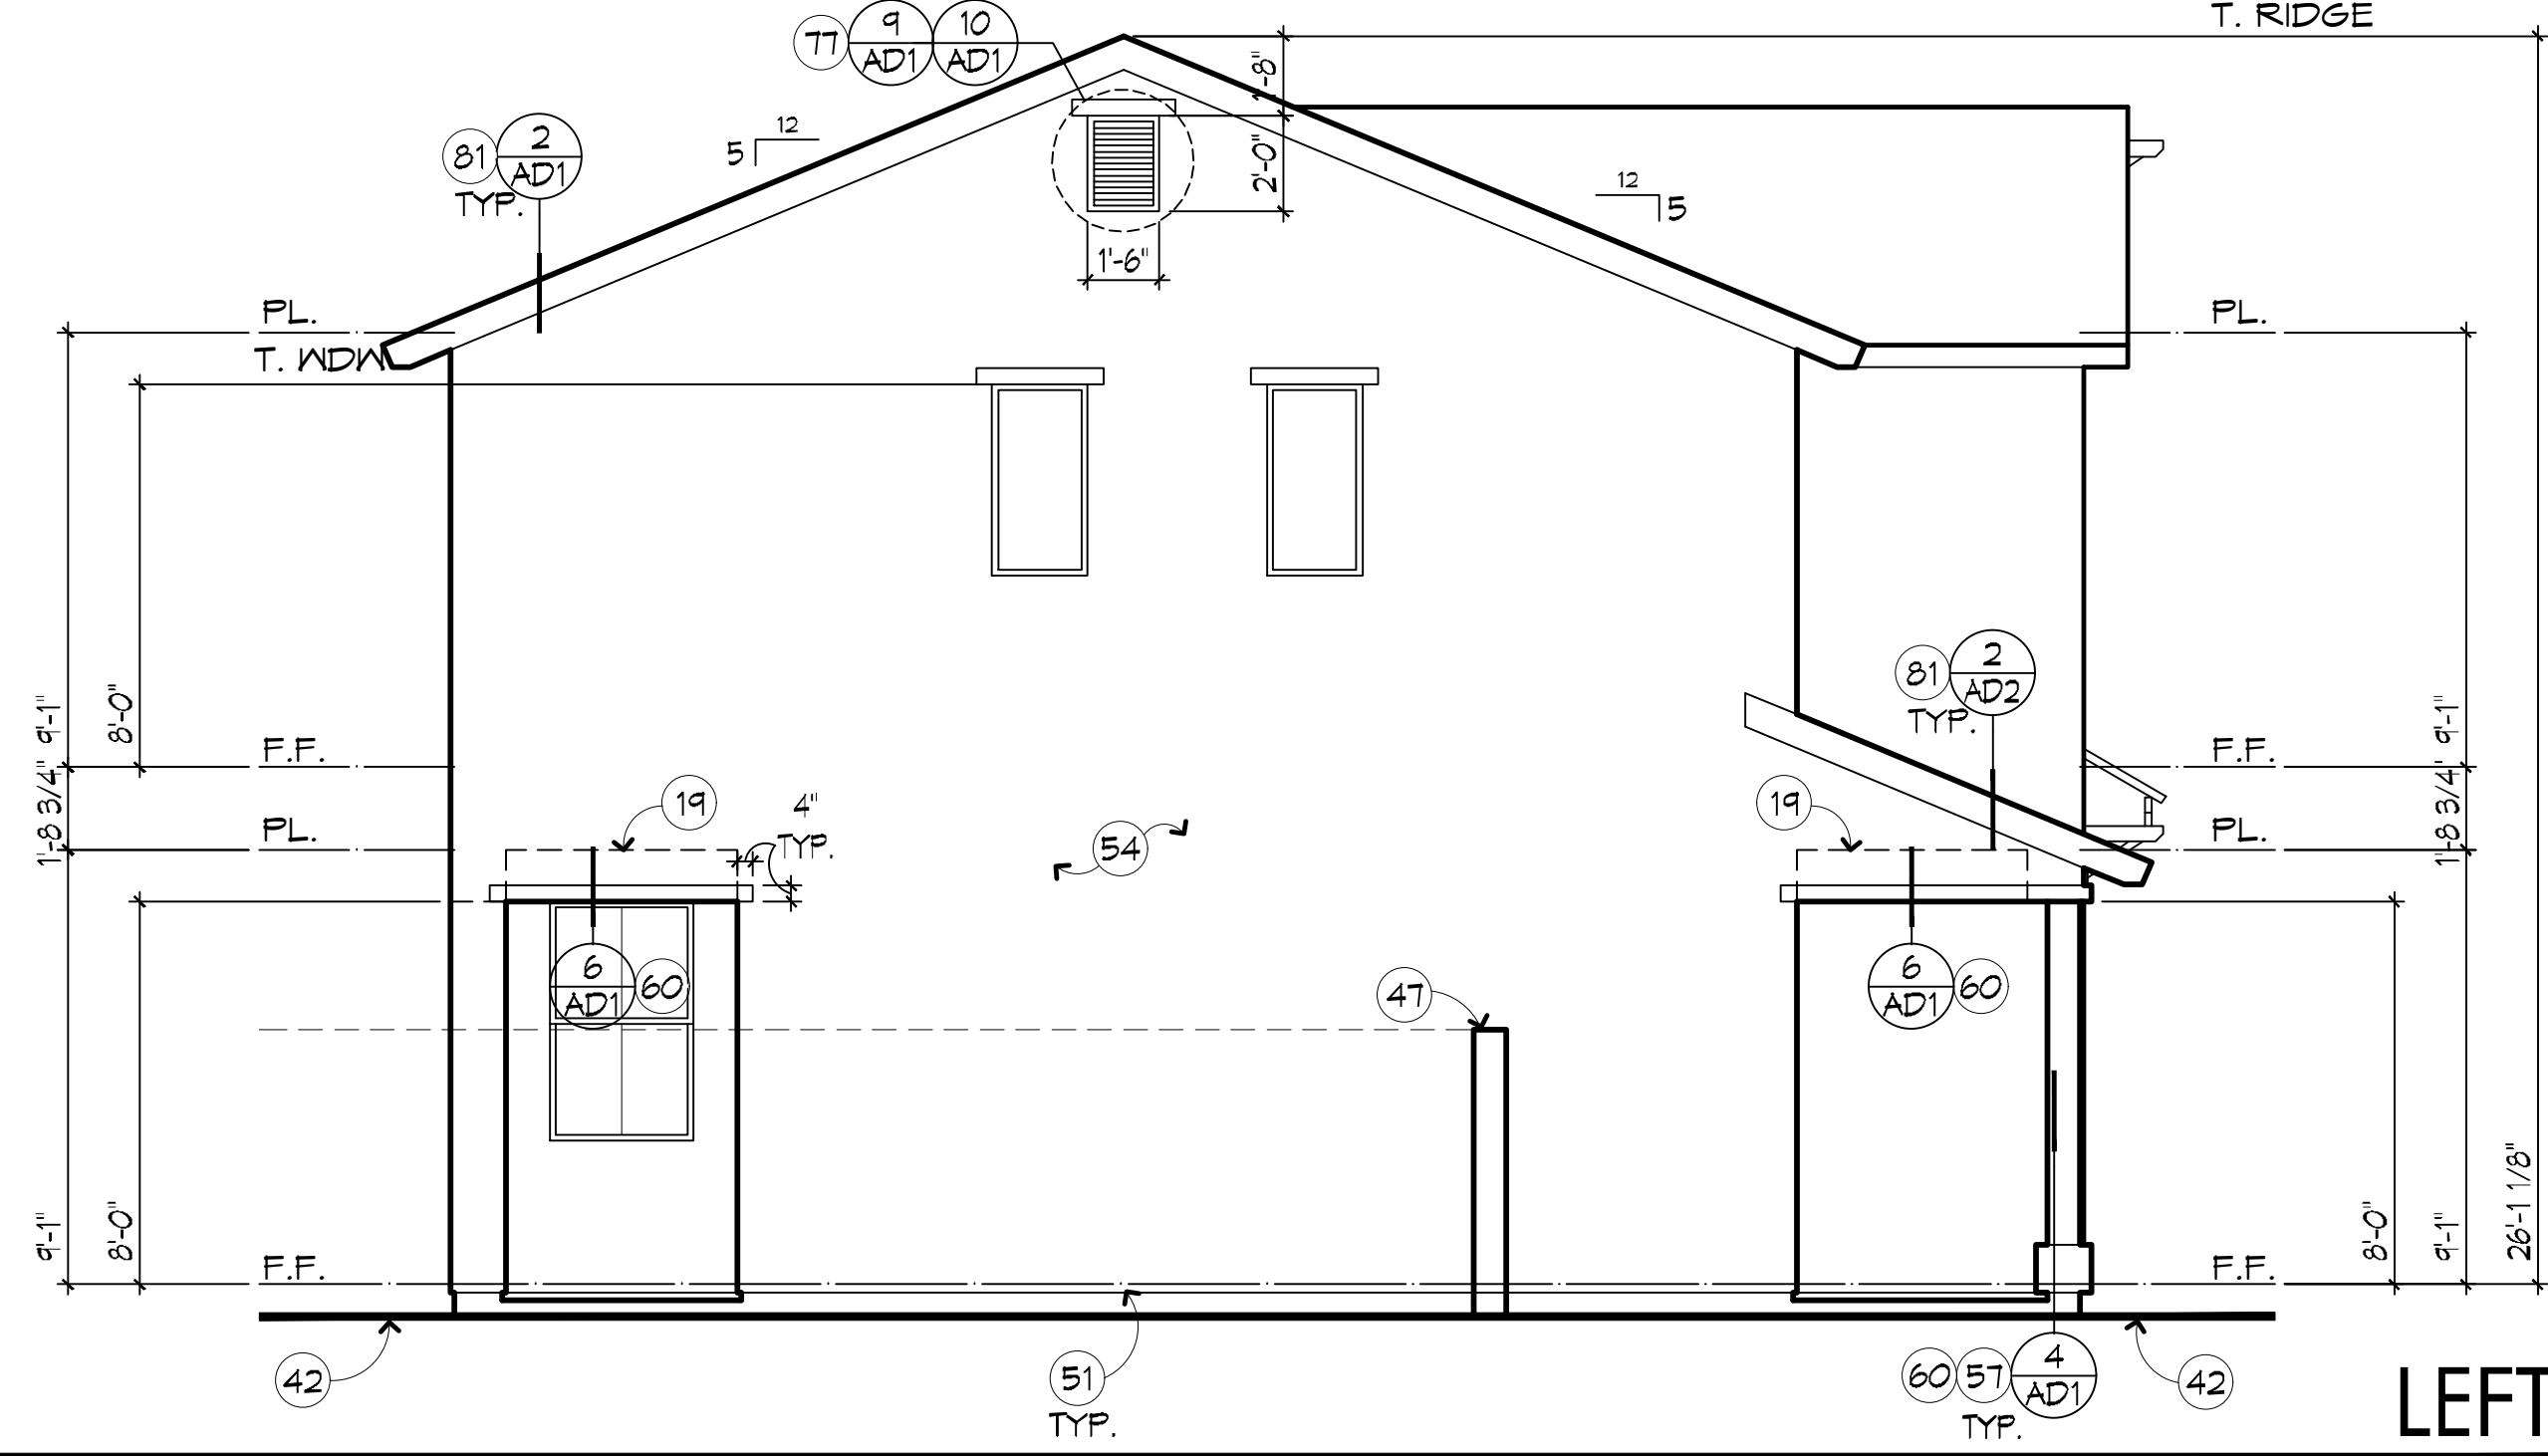 T. RIDGE
77
9
AD1
10
AD1
1'-8"
81
2
AD1
TYP.
5
12
2'-0"
12
5
1'-6"
PL.
PL.
T. WDW
81
2
AD2
TYP.
9'-1"
8'-0"
9'-1"
F.F.
F.F.
1'-8 3/4"
19
4"
TYP.
19
1'-8 3/4"
PL.
54
PL.
6
AD1
60
47
6
AD1
60
9'-1"
8'-0"
8'-0"
9'-1"
26'-1 1/8"
F.F.
F.F.
42
51
TYP.
60
57
4
AD1
TYP.
42
LEFT